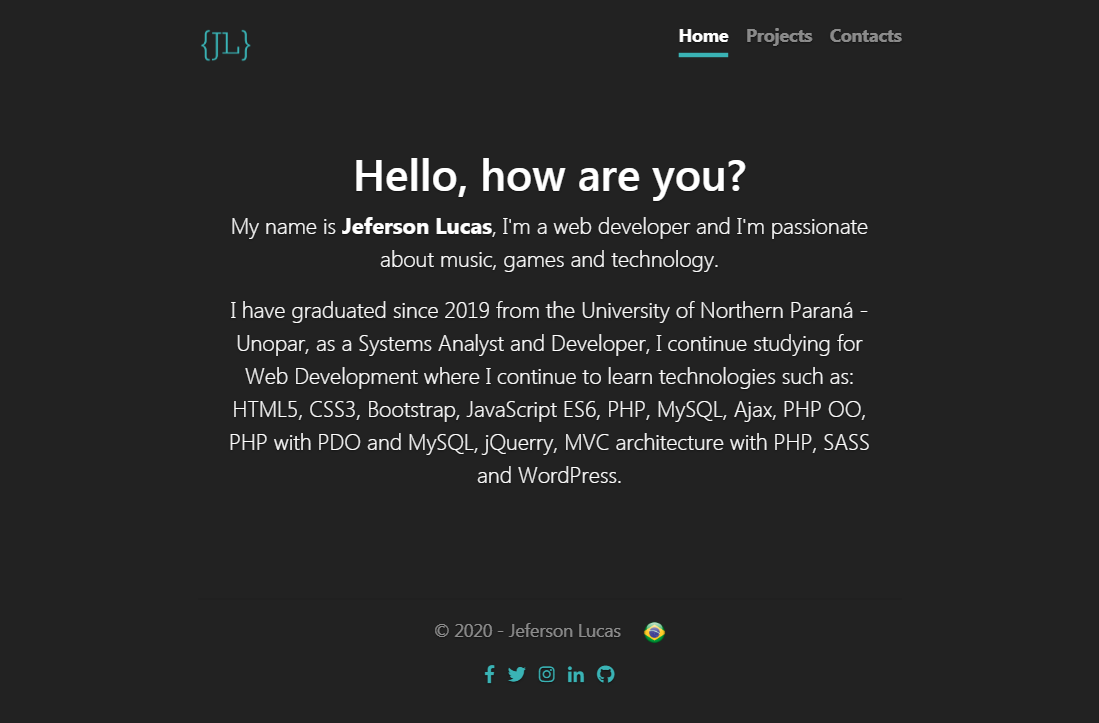 {JL}
Home Projects Contacts
Hello, how are you?
My name is Jeferson Lucas, I'm a web developer and I'm passionate
about music, games and technology.
I have graduated since 2019 from the University of Northern Paraná -
Unopar, as a Systems Analyst and Developer, I continue studying for
Web Development where I continue to learn technologies such as:
HTML5, CSS3, Bootstrap, JavaScript ES6, PHP, MySQL, Ajax, PHP OO,
PHP with PDO and MySQL, jQuerry, MVC architecture with PHP, SASS
and WordPress.
© 2020 - Jeferson Lucas